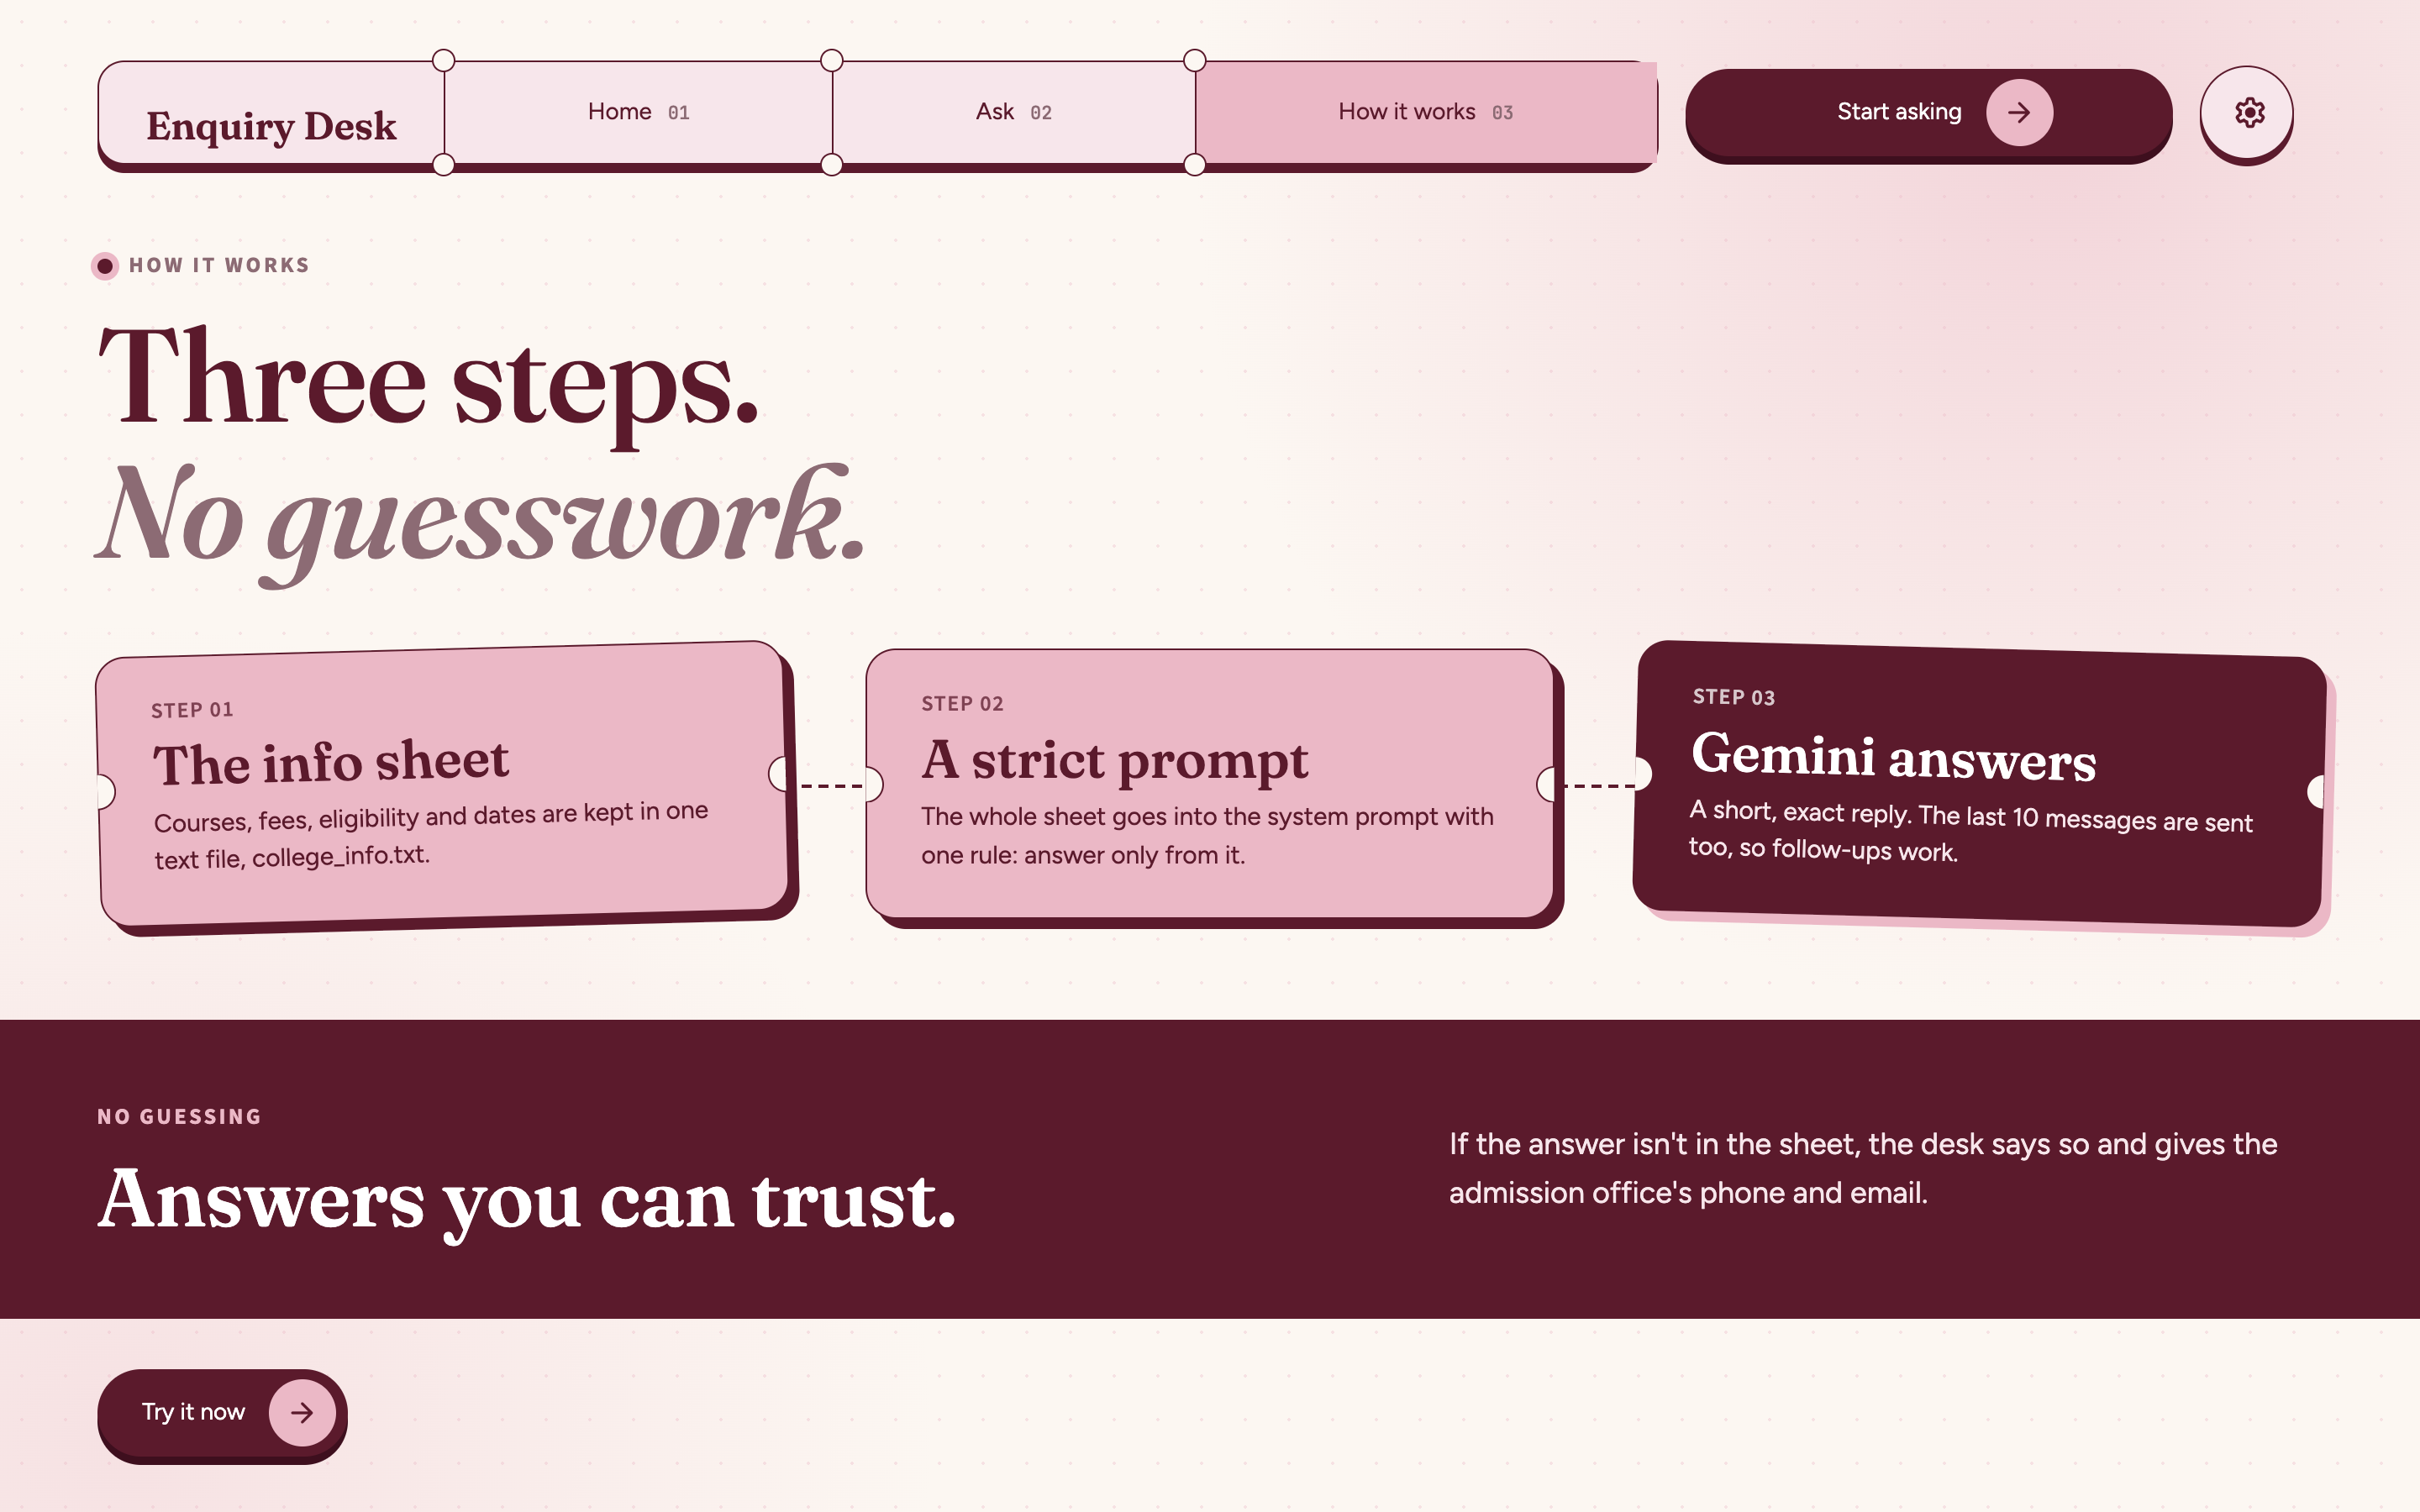 Enquiry Desk
Home 01
Ask 02
How it works 03
Start asking
HOW IT WORKS
Three steps.
No guesswork.
STEP 01
The info sheet
Courses, fees, eligibility and dates are kept in one
text file, college_info.txt.
STEP 02
A strict prompt
The whole sheet goes into the system prompt with
one rule: answer only from it.
STEP 03
Gemini answers
A short, exact reply. The last 10 messages are sent
too, so follow-ups work.
NO GUESSING
Answers you can trust.
If the answer isn't in the sheet, the desk says so and gives the
admission office's phone and email.
Try it now